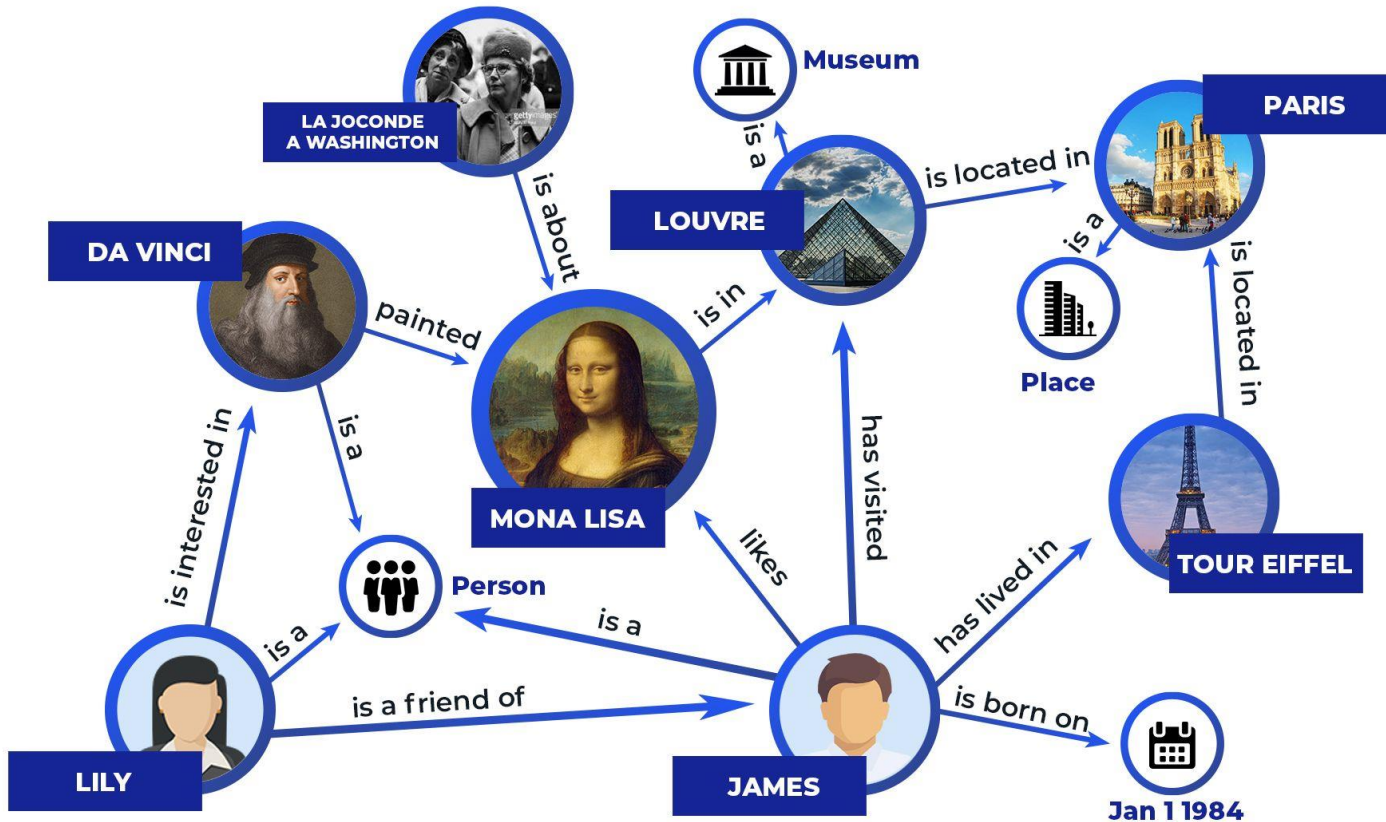 Museum
PARIS
LA JOCONDE
A WASHINGTON
gettyimages
is a
is located in
LOUVRE
is about
DA VINCI
is a
is located in
painted
is in
Place
is a
has visited
is interested in
MONA LISA
likes
TOUR EIFFEL
Person
has lived in
is a
is a
is a friend of
is born on
LILY
JAMES
Jan 1 1984